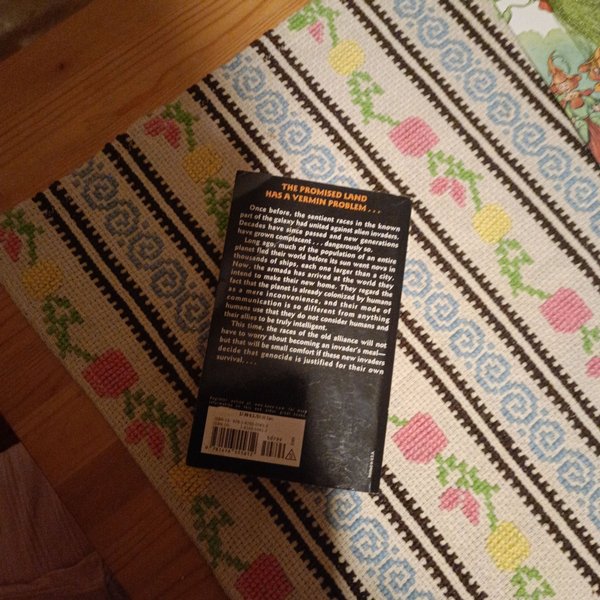 THE PROMISED LAND
HAS A VERMIN PROBLEM . . .
Once before, the sentient races in the known
part of the galaxy had united against alien invaders.
Decades have since passed and new generations
have grown complacent . . . dangerously so.
Long ago, much of the population of an entire
planet fled their world before its sun went nova in
thousands of ships, each one larger than a city.
Now, the armada has arrived at the world they
intend to make their new home. They regard the
fact that the planet is already colonized by humans
as a mere inconvenience, and their mode of
communication is so different from anything
humans use that they do not consider humans and
their allies to be truly intelligent.
This time, the races of the old alliance will not
have to worry about becoming an invader's meal—
but that will be small comfort if these new invaders
decide that genocide is justified for their own
survival. . . .